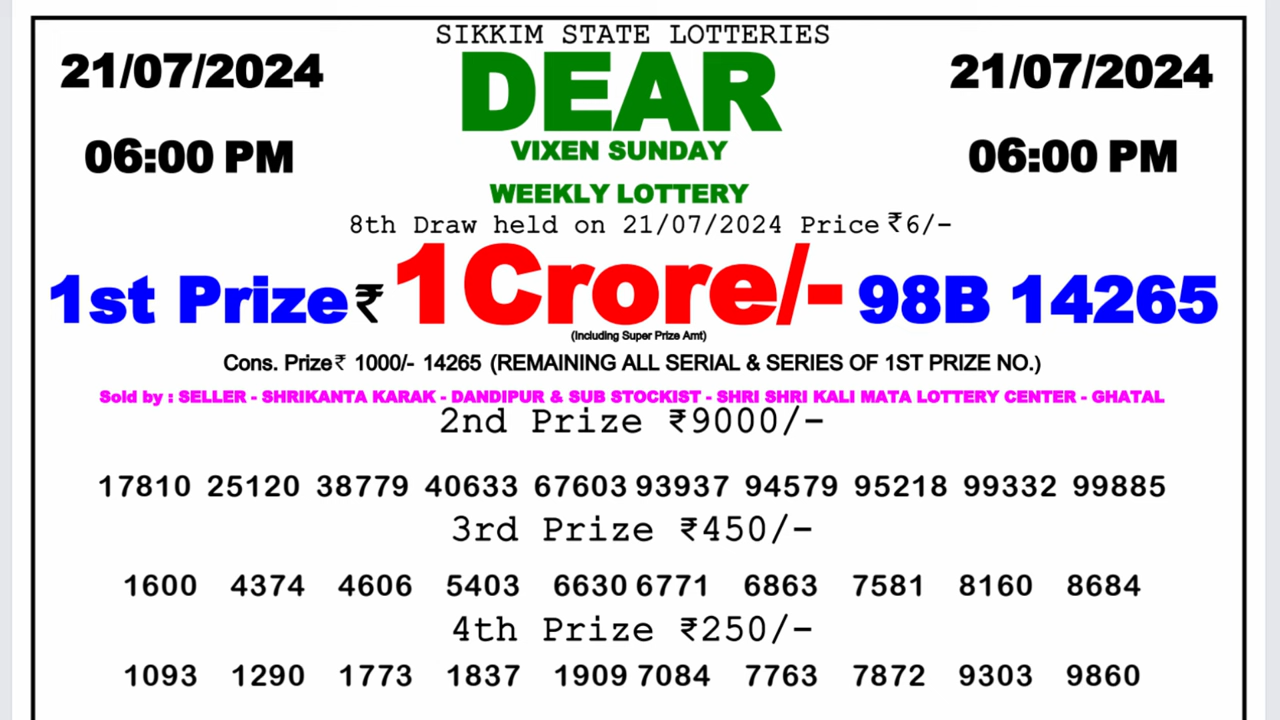 SIKKIM STATE LOTTERIES
21/07/2024 DEAR 21/07/2024
06:00 PM VIXEN SUNDAY 06:00 PM
WEEKLY LOTTERY
8th Draw held on 21/07/2024 Price ₹6/-
1st Prize ₹ 1Crore/- 98B 14265
(Including Super Prize Amt)
Cons. Prize ₹ 1000/- 14265 (REMAINING ALL SERIAL & SERIES OF 1ST PRIZE NO.)
Sold by : SELLER - SHRIKANTA KARAK - DANDIPUR & SUB STOCKIST - SHRI SHRI KALI MATA LOTTERY CENTER - GHATAL
2nd Prize ₹9000/-
17810 25120 38779 40633 67603 93937 94579 95218 99332 99885
3rd Prize ₹450/-
1600 4374 4606 5403 6630 6771 6863 7581 8160 8684
4th Prize ₹250/-
1093 1290 1773 1837 1909 7084 7763 7872 9303 9860